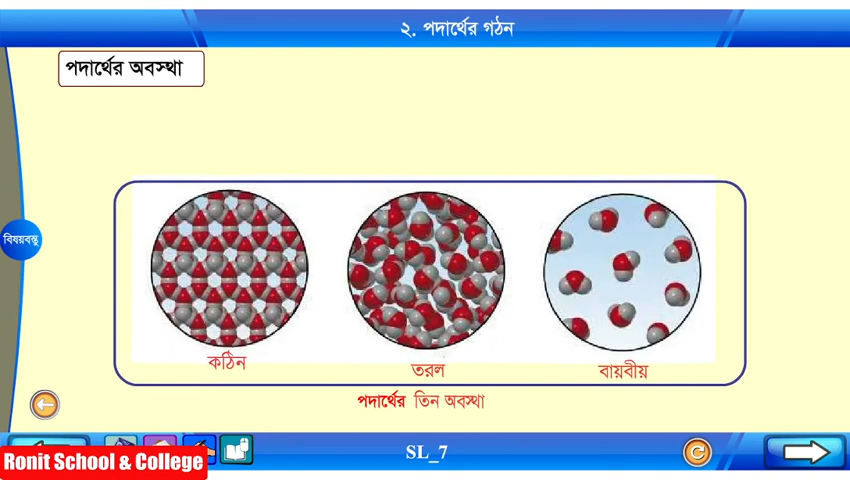 ২. পদার্থের গঠন
পদার্থের অবস্থা
বিষয়বস্তু
কঠিন
তরল
বায়বীয়
পদার্থের তিন অবস্থা
SL_7
Ronit School & College